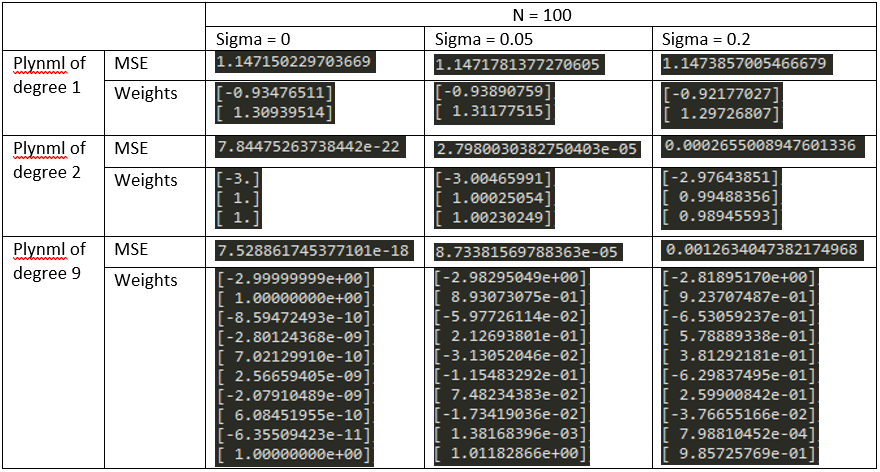 N = 100
Sigma = 0 Sigma = 0.05 Sigma = 0.2
Plynml of degree 1 MSE 1.147150229703669 1.1471781377270605 1.1473857005466679
Weights [-0.93476511] [-0.93890759] [-0.92177027]
[ 1.30939514] [ 1.31177515] [ 1.29726807]
Plynml of degree 2 MSE 7.84475263738442e-22 2.7980030382750403e-05 0.0002655008947601336
Weights [-3.] [-3.00465991] [-2.97643851]
[ 1.] [ 1.00025054] [ 0.99488356]
[ 1.] [ 1.00230249] [ 0.98945593]
Plynml of degree 9 MSE 7.528861745377101e-18 8.73381569788363e-05 0.0012634047382174968
Weights [-2.99999999e+00] [-2.98295049e+00] [-2.81895170e+00]
[ 1.00000000e+00] [ 8.93073075e-01] [ 9.23707487e-01]
[-8.59472493e-10] [-5.97726114e-02] [-6.53059237e-01]
[-2.80124368e-09] [ 2.12693801e-01] [ 5.78889338e-01]
[ 7.02129910e-10] [-3.13052046e-02] [ 3.81292181e-01]
[ 2.56659405e-09] [-1.15483292e-01] [-6.29837495e-01]
[-2.07910489e-09] [ 7.48234383e-02] [ 2.59900842e-01]
[ 6.08451955e-10] [-1.73419036e-02] [-3.76655166e-02]
[-6.35509423e-11] [ 1.38168396e-03] [ 7.98810452e-04]
[ 1.00000000e+00] [ 1.01182866e+00] [ 9.85725769e-01]